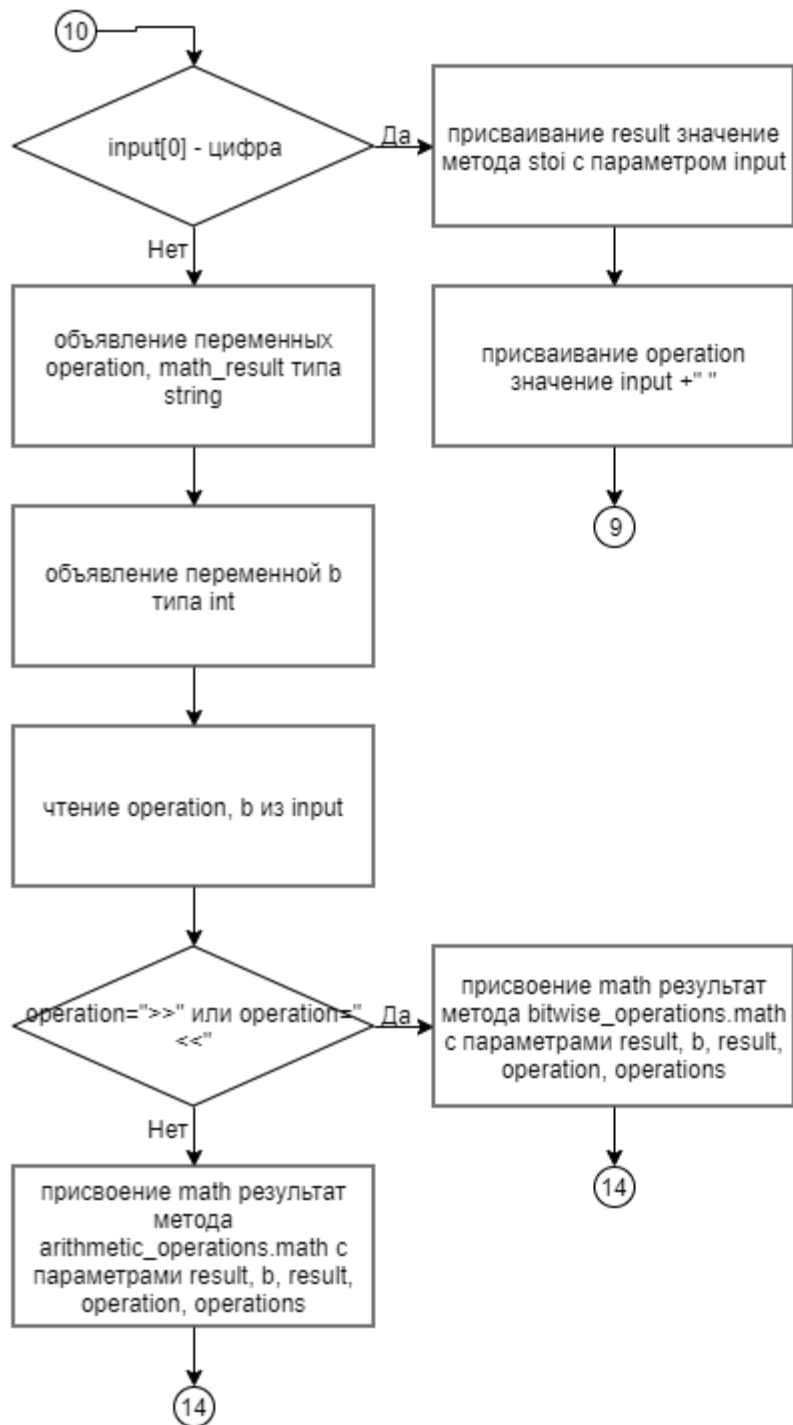 10
input[0] - цифра
Да
присваивание result значение
метода stoi с параметром input
Нет
объявление переменных
operation, math_result типа
string
присваивание operation
значение input +" "
9
объявление переменной b
типа int
чтение operation, b из input
operation=">>" или operation="
<<"
Да
присвоение math результат
метода bitwise_operations.math
с параметрами result, b, result,
operation, operations
Нет
14
присвоение math результат
метода
arithmetic_operations.math с
параметрами result, b, result,
operation, operations
14